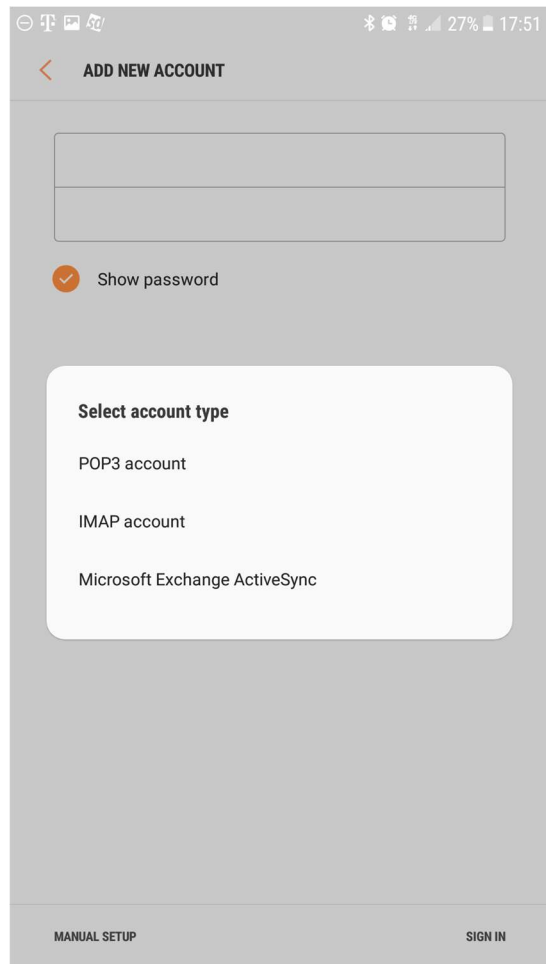 27% 17:51
ADD NEW ACCOUNT
Show password
Select account type
POP3 account
IMAP account
Microsoft Exchange ActiveSync
MANUAL SETUP
SIGN IN